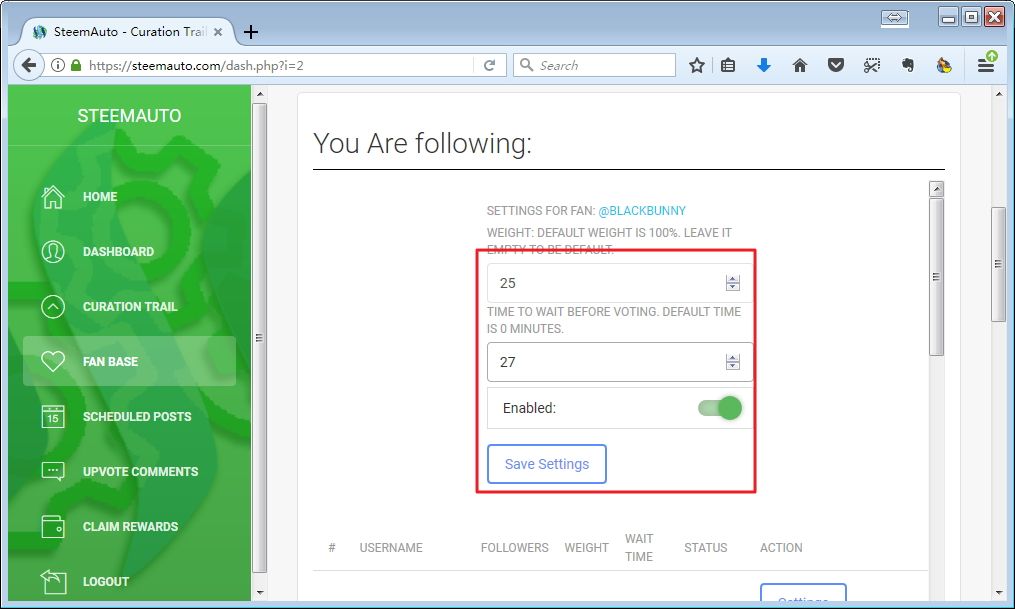 SteemAuto - Curation Trail
https://steemauto.com/dash.php?i=2
Search
STEEMAUTO
HOME
DASHBOARD
CURATION TRAIL
FAN BASE
15
SCHEDULED POSTS
UPVOTE COMMENTS
CLAIM REWARDS
LOGOUT
You Are following:
SETTINGS FOR FAN: @BLACKBUNNY
WEIGHT: DEFAULT WEIGHT IS 100%. LEAVE IT
EMPTY TO BE DEFAULT.
25
TIME TO WAIT BEFORE VOTING. DEFAULT TIME
IS 0 MINUTES.
27
Enabled:
Save Settings
# USERNAME FOLLOWERS WEIGHT WAIT TIME STATUS ACTION
Settings